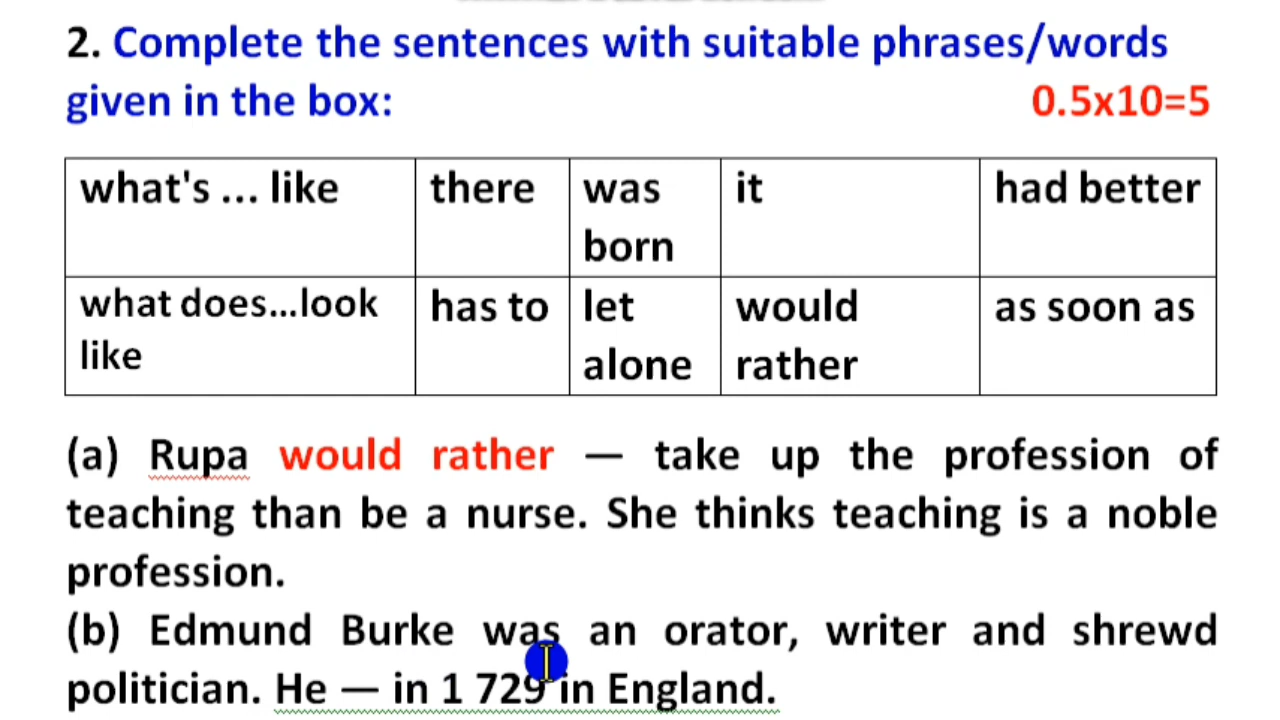 2. Complete the sentences with suitable phrases/words
given in the box: 0.5x10=5
what's ... like there was born it had better
what does...look like has to let alone would rather as soon as
(a) Rupa would rather — take up the profession of
teaching than be a nurse. She thinks teaching is a noble
profession.
(b) Edmund Burke was an orator, writer and shrewd
politician. He — in 1 729 in England.